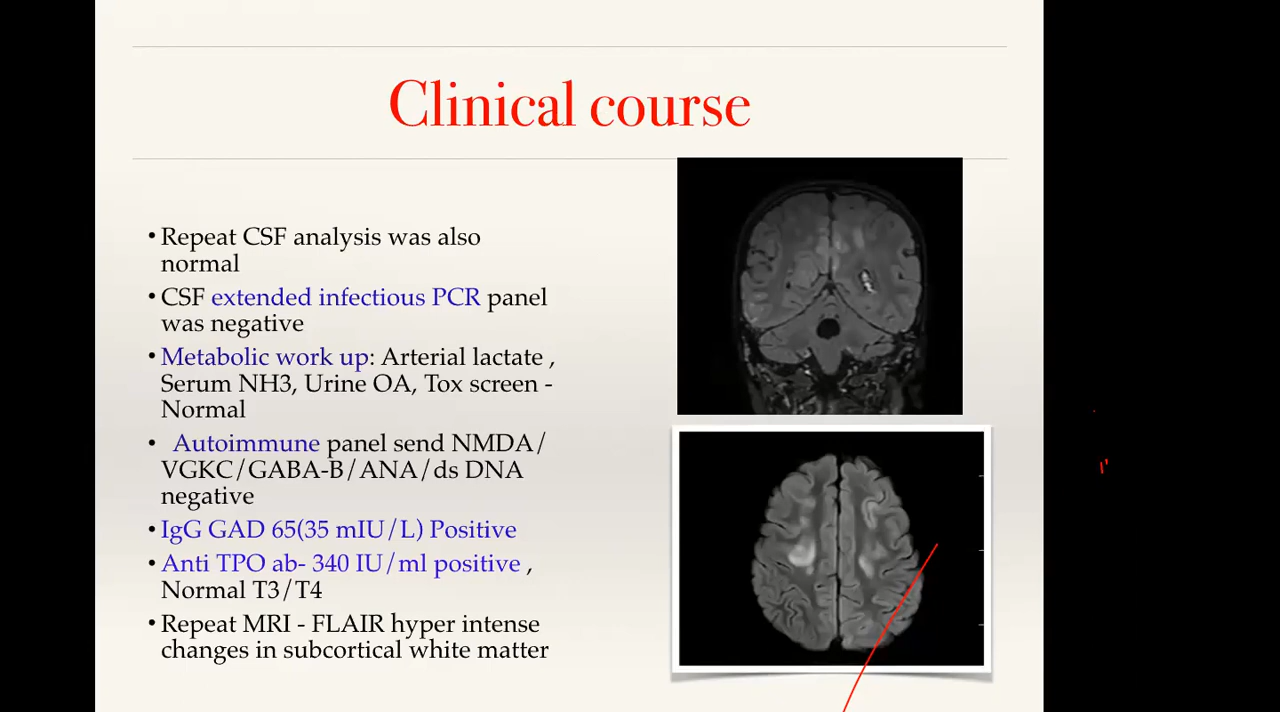 Clinical course
•Repeat CSF analysis was also
normal
•CSF extended infectious PCR panel
was negative
•Metabolic work up: Arterial lactate ,
Serum NH3, Urine OA, Tox screen -
Normal
• Autoimmune panel send NMDA/
VGKC/GABA-B/ANA/ds DNA
negative
•IgG GAD 65(35 mIU/L) Positive
•Anti TPO ab- 340 IU/ml positive ,
Normal T3/T4
•Repeat MRI - FLAIR hyper intense
changes in subcortical white matter